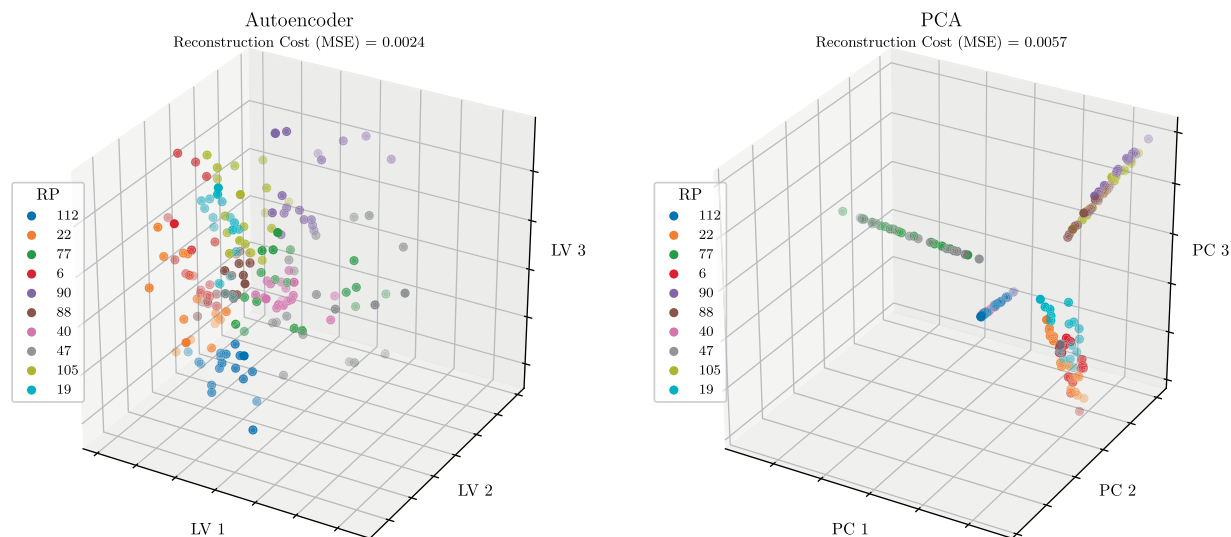 Autoencoder
Reconstruction Cost (MSE) = 0.0024
RP
112
22
77
6
90
88
40
47
105
19
LV 3
LV 2
LV 1
PCA
Reconstruction Cost (MSE) = 0.0057
RP
112
22
77
6
90
88
40
47
105
19
PC 3
PC 2
PC 1